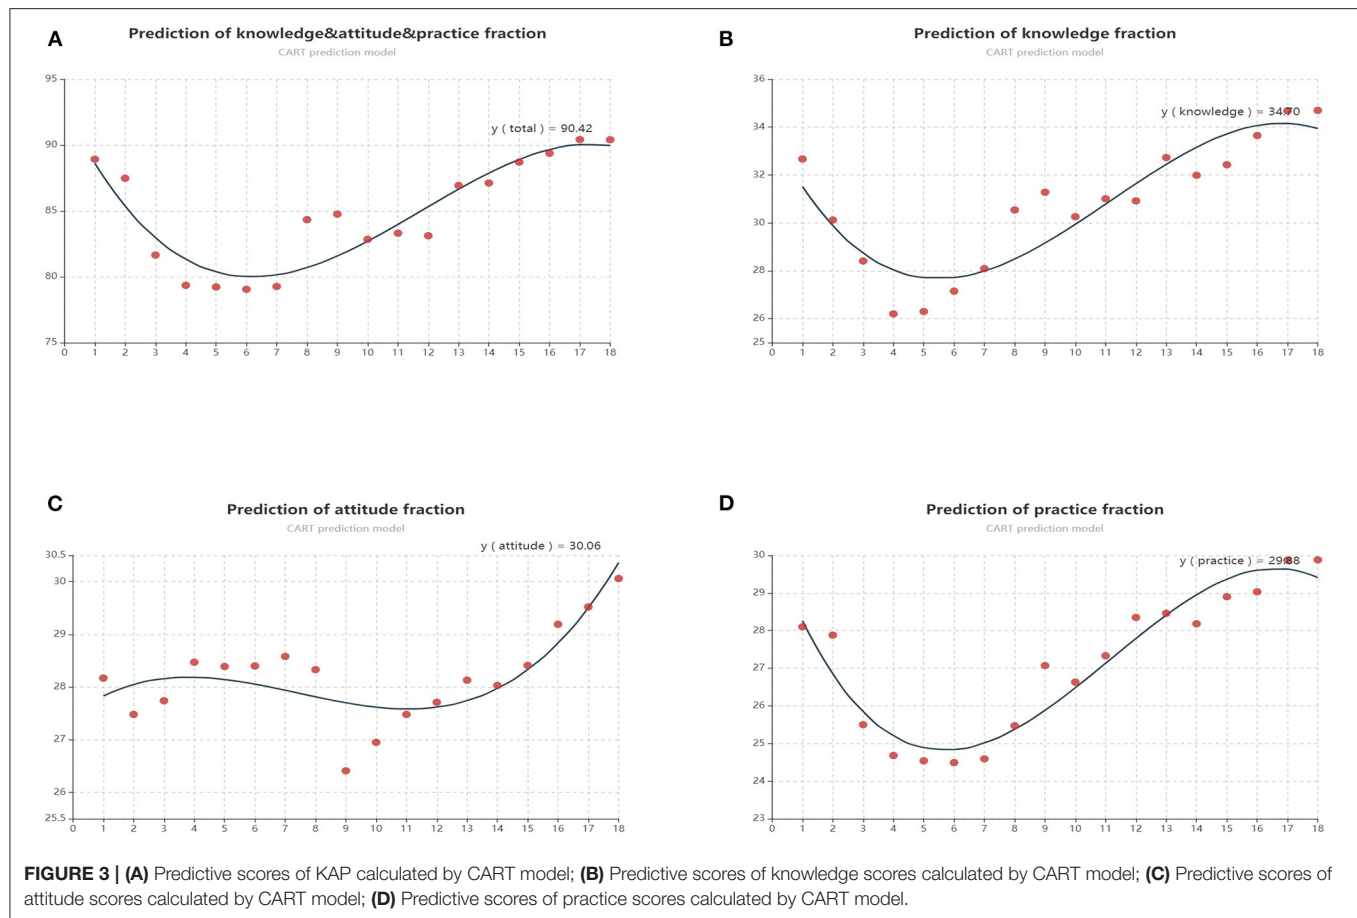 A
Prediction of knowledge&attitude&practice fraction
CART prediction model
95
90
85
80
75
y ( total ) = 90.42
0 1 2 3 4 5 6 7 8 9 10 11 12 13 14 15 16 17 18
B
Prediction of knowledge fraction
CART prediction model
36
34
32
30
28
26
25
y ( knowledge ) = 34.70
0 1 2 3 4 5 6 7 8 9 10 11 12 13 14 15 16 17 18
C
Prediction of attitude fraction
CART prediction model
y ( attitude ) = 30.06
30.5
30
29
28
27
26
25.5
0 1 2 3 4 5 6 7 8 9 10 11 12 13 14 15 16 17 18
D
Prediction of practice fraction
CART prediction model
30
29
28
27
26
25
24
23
y ( practice ) = 29.88
0 1 2 3 4 5 6 7 8 9 10 11 12 13 14 15 16 17 18
FIGURE 3 | (A) Predictive scores of KAP calculated by CART model; (B) Predictive scores of knowledge scores calculated by CART model; (C) Predictive scores of
attitude scores calculated by CART model; (D) Predictive scores of practice scores calculated by CART model.